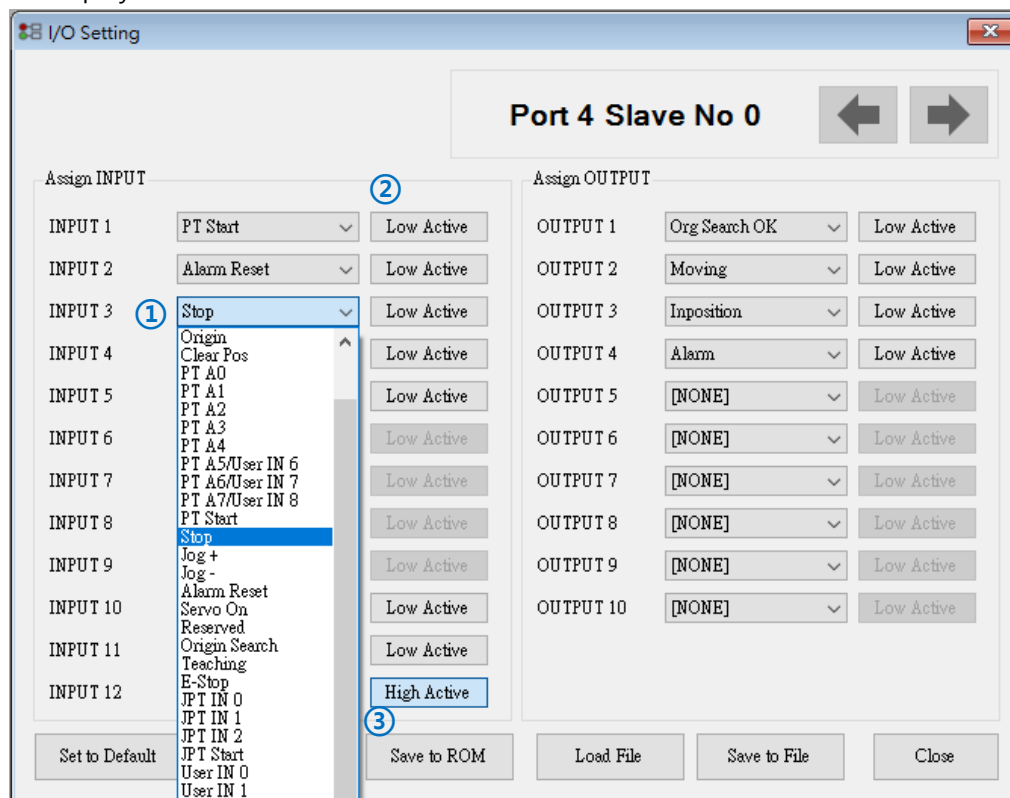 I/O Setting
Port 4 Slave No 0
Assign INPUT
②
INPUT 1 PT Start Low Active
INPUT 2 Alarm Reset Low Active
INPUT 3 ① Stop Low Active
INPUT 4 Low Active
INPUT 5 Low Active
INPUT 6 Low Active
INPUT 7 Low Active
INPUT 8 Low Active
INPUT 9 Low Active
INPUT 10 Low Active
INPUT 11 Low Active
INPUT 12 High Active
③
Origin
Clear Pos
PT A0
PT A1
PT A2
PT A3
PT A4
PT A5/User IN 6
PT A6/User IN 7
PT A7/User IN 8
PT Start
Stop
Jog +
Jog -
Alarm Reset
Servo On
Reserved
Origin Search
Teaching
E-Stop
JPT IN 0
JPT IN 1
JPT IN 2
JPT Start
User IN 0
User IN 1
Assign OUTPUT
OUTPUT 1 Org Search OK Low Active
OUTPUT 2 Moving Low Active
OUTPUT 3 Inposition Low Active
OUTPUT 4 Alarm Low Active
OUTPUT 5 [NONE] Low Active
OUTPUT 6 [NONE] Low Active
OUTPUT 7 [NONE] Low Active
OUTPUT 8 [NONE] Low Active
OUTPUT 9 [NONE] Low Active
OUTPUT 10 [NONE] Low Active
Set to Default Save to ROM Load File Save to File Close